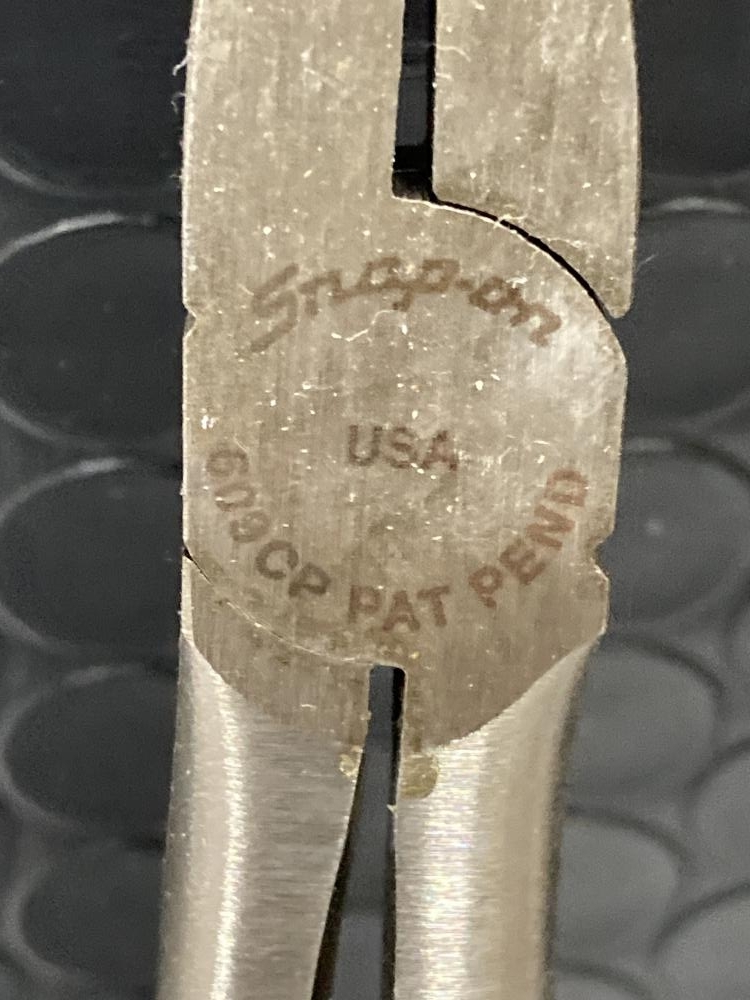 Snap-on
USA
609CP PAT PEND